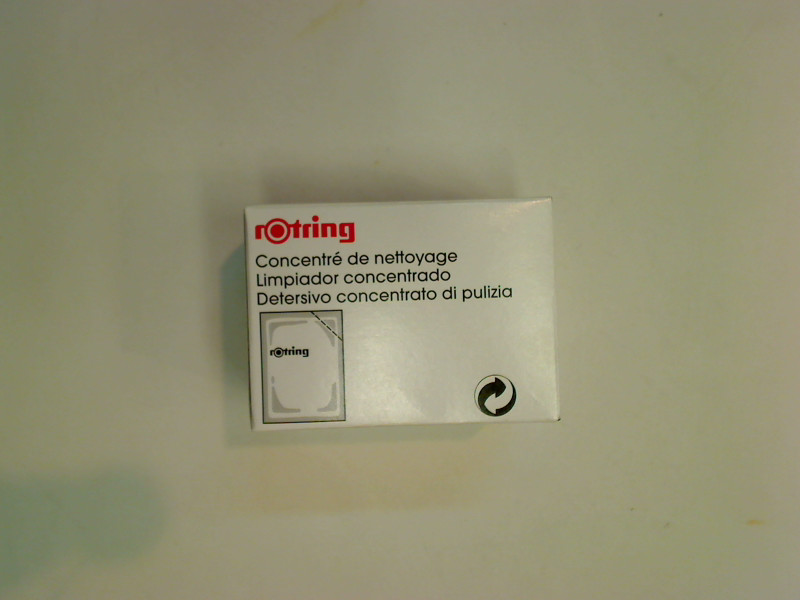 rotring
Concentré de nettoyage
Limpiador concentrado
Detersivo concentrato di pulizia
rotring